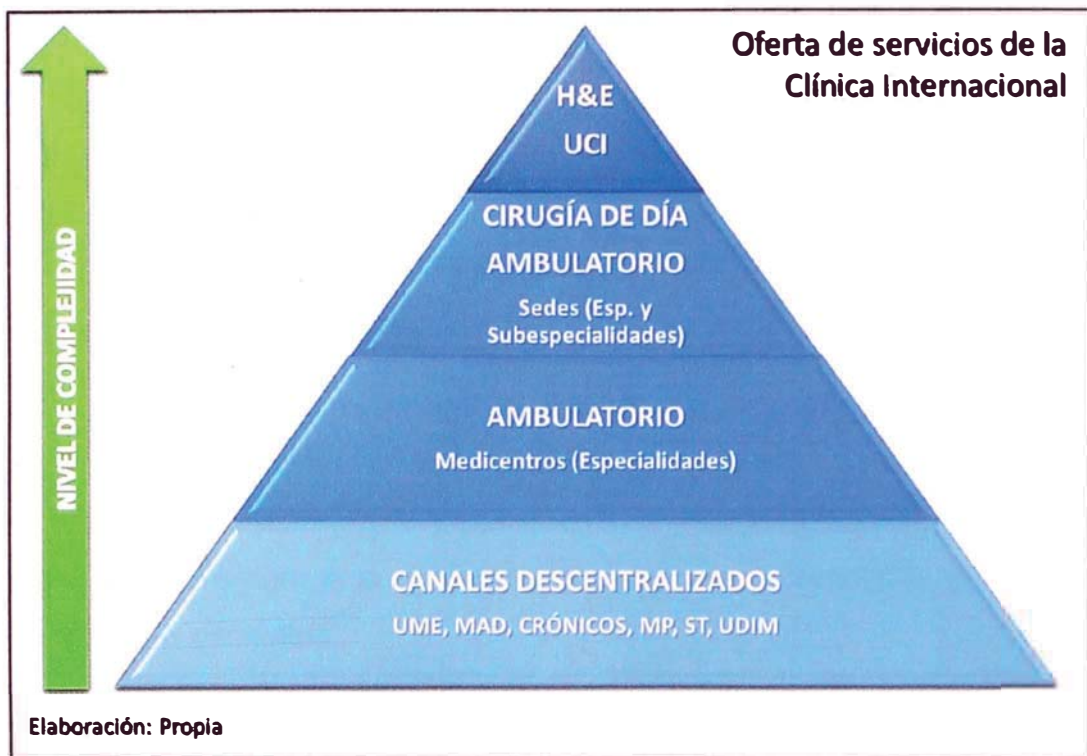 Oferta de servicios de la
Clínica Internacional
NIVEL DE COMPLEJIDAD
H&E
UCI
CIRUGÍA DE DÍA
AMBULATORIO
Sedes (Esp. y
Subespecialidades)
AMBULATORIO
Medicentros (Especialidades)
CANALES DESCENTRALIZADOS
UME, MAD, CRÓNICOS, MP, ST, UDIM
Elaboración: Propia